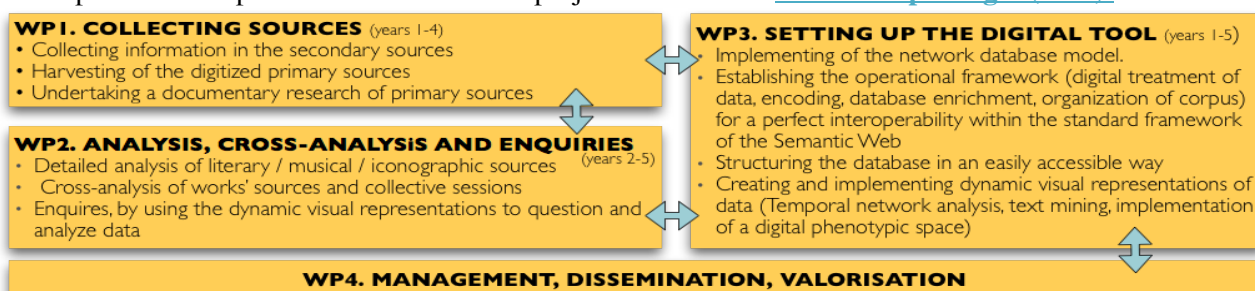 WP1. COLLECTING SOURCES (years 1-4)
• Collecting information in the secondary sources
• Harvesting of the digitized primary sources
• Undertaking a documentary research of primary sources
WP2. ANALYSIS, CROSS-ANALYSiS AND ENQUIRIES
(years 2-5)
• Detailed analysis of literary / musical / iconographic sources
• Cross-analysis of works' sources and collective sessions
• Enquires, by using the dynamic visual representations to question and
analyze data
WP3. SETTING UP THE DIGITAL TOOL (years 1-5)
• Implementing of the network database model.
• Establishing the operational framework (digital treatment of
data, encoding, database enrichment, organization of corpus)
for a perfect interoperability within the standard framework
of the Semantic Web
• Structuring the database in an easily accessible way
• Creating and implementing dynamic visual representations of
data (Temporal network analysis, text mining, implementation
of a digital phenotypic space)
WP4. MANAGEMENT, DISSEMINATION, VALORISATION